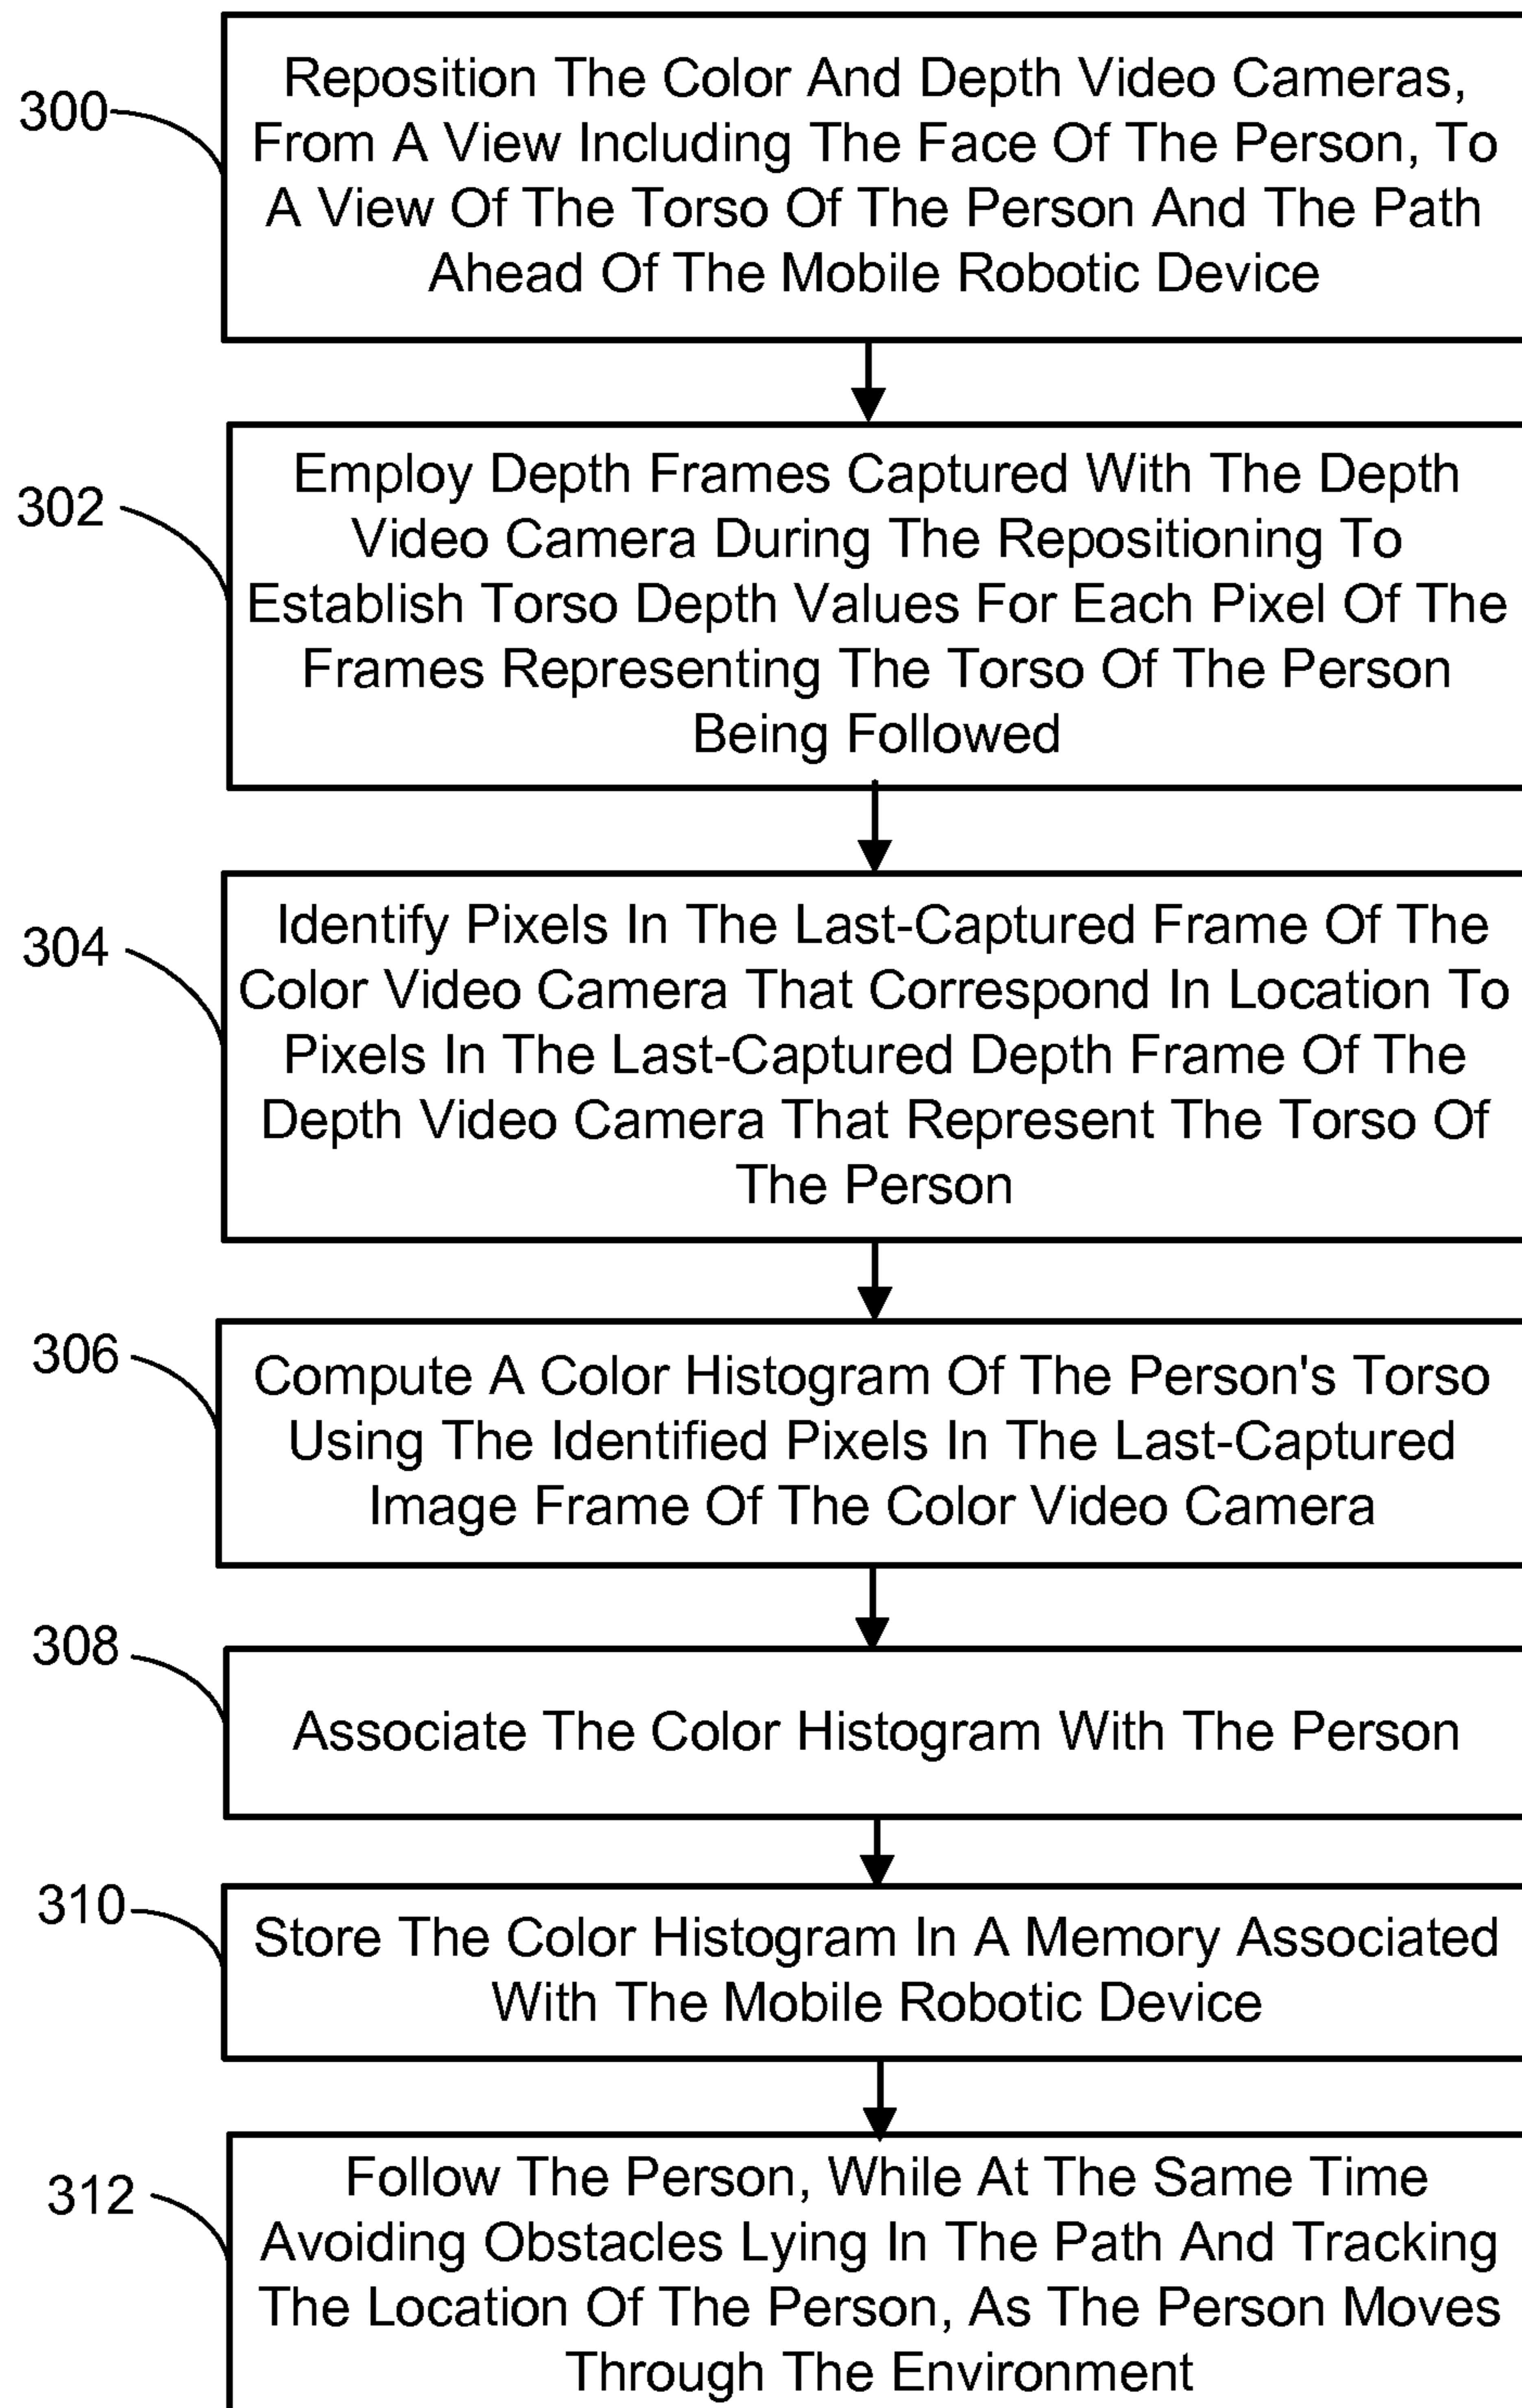 300
Reposition The Color And Depth Video Cameras,
From A View Including The Face Of The Person, To
A View Of The Torso Of The Person And The Path
Ahead Of The Mobile Robotic Device
302
Employ Depth Frames Captured With The Depth
Video Camera During The Repositioning To
Establish Torso Depth Values For Each Pixel Of The
Frames Representing The Torso Of The Person
Being Followed
304
Identify Pixels In The Last-Captured Frame Of The
Color Video Camera That Correspond In Location To
Pixels In The Last-Captured Depth Frame Of The
Depth Video Camera That Represent The Torso Of
The Person
306
Compute A Color Histogram Of The Person's Torso
Using The Identified Pixels In The Last-Captured
Image Frame Of The Color Video Camera
308
Associate The Color Histogram With The Person
310
Store The Color Histogram In A Memory Associated
With The Mobile Robotic Device
312
Follow The Person, While At The Same Time
Avoiding Obstacles Lying In The Path And Tracking
The Location Of The Person, As The Person Moves
Through The Environment